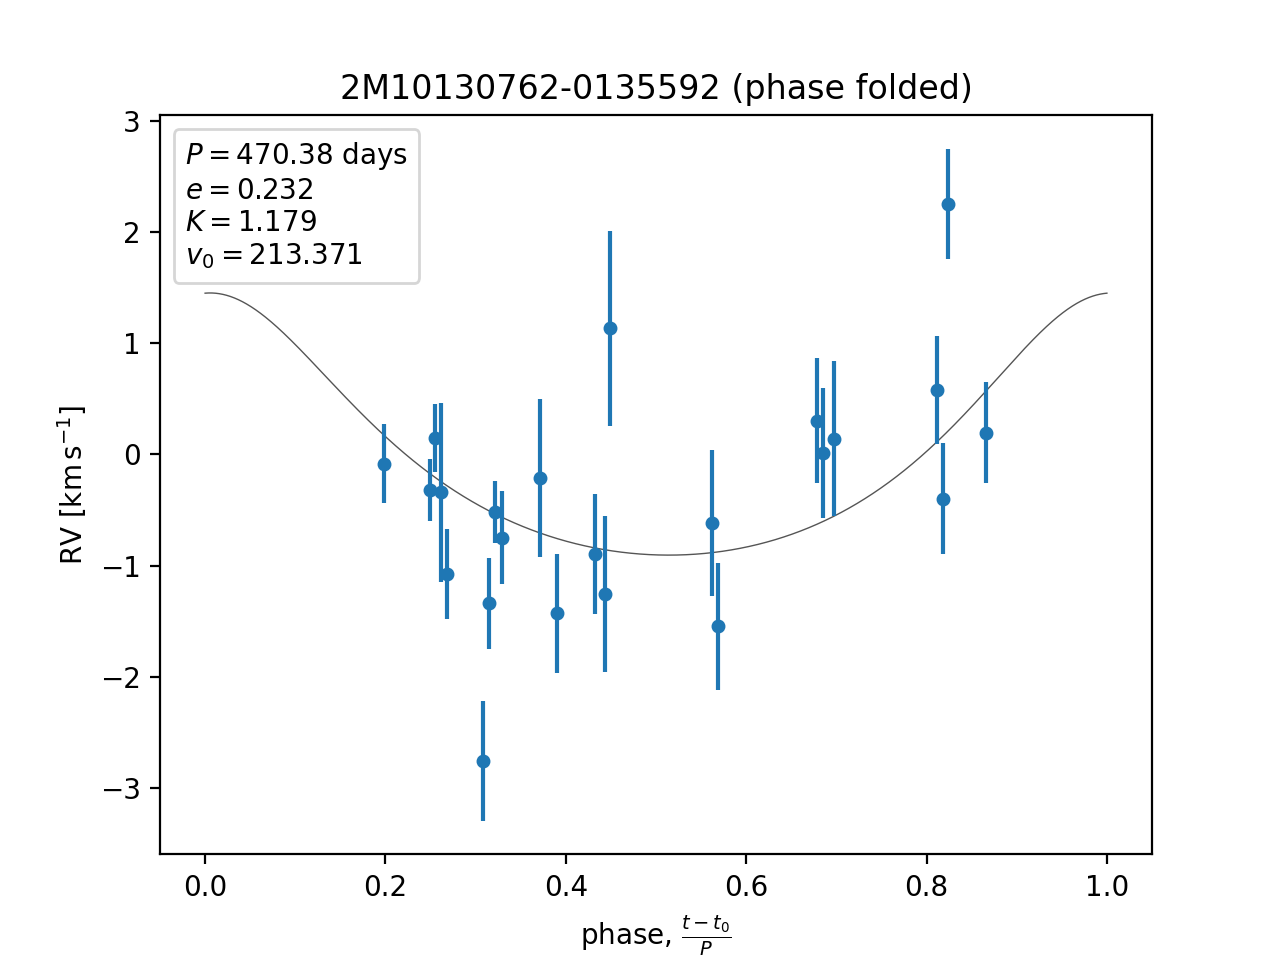 2M10130762-0135592 (phase folded)
P = 470.38 days
e = 0.232
K = 1.179
v₀ = 213.371
3
2
1
0
−1
−2
−3
RV [km s⁻¹]
0.0 0.2 0.4 0.6 0.8 1.0
phase, (t − t₀)/P